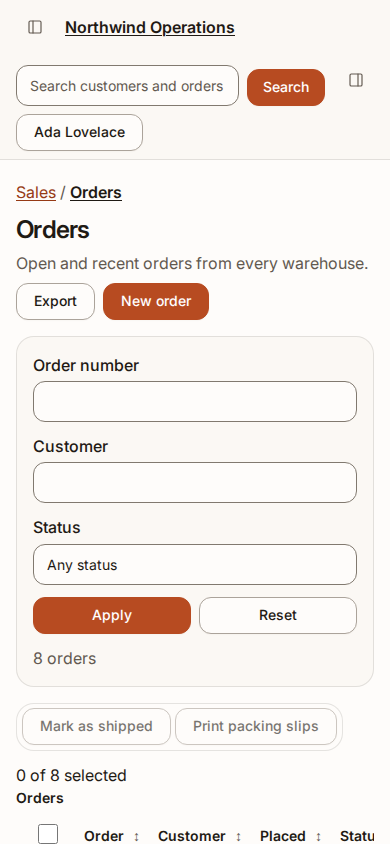 Northwind Operations
Search customers and orders Search
Ada Lovelace
Sales / Orders
Orders
Open and recent orders from every warehouse.
Export New order
Order number
Customer
Status
Any status
Apply Reset
8 orders
Mark as shipped Print packing slips
0 of 8 selected
Orders
Order ↕ Customer ↕ Placed ↕ Statu